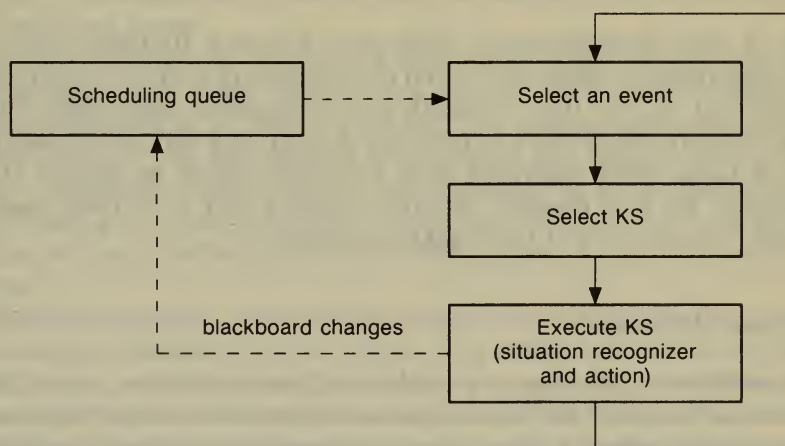 Scheduling queue
Select an event
Select KS
blackboard changes
Execute KS
(situation recognizer
and action)